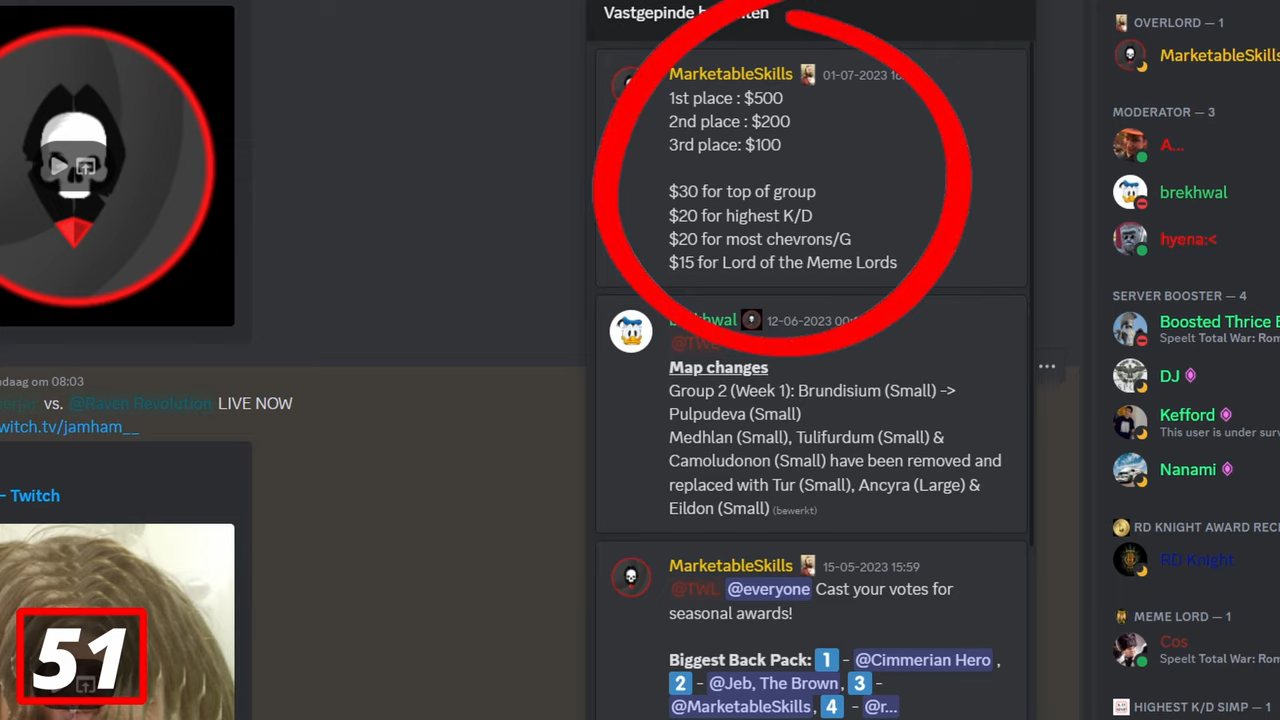 Vastgepinde
MarketableSkills 01-07-2023
1st place : $500
2nd place : $200
3rd place: $100
$30 for top of group
$20 for highest K/D
$20 for most chevrons/G
$15 for Lord of the Meme Lords
12-06-2023
@TWL
Map changes
Group 2 (Week 1): Brundisium (Small) ->
Pulpudeva (Small)
Medhlan (Small), Tulifurdum (Small) &
Camoludonon (Small) have been removed and
replaced with Tur (Small), Ancyra (Large) &
Eildon (Small) (bewerkt)
MarketableSkills 15-05-2023 15:59
@TWL @everyone Cast your votes for
seasonal awards!
Biggest Back Pack: 1 - @Cimmerian Hero ,
2 - @Jeb, The Brown, 3 -
@MarketableSkills, 4 - @r...
om 08:03
vs. @Raven Revolution LIVE NOW
witch.tv/jamham__
- Twitch
51
OVERLORD — 1
MarketableSkills
MODERATOR — 3
A...
brekhwal
hyena:<
SERVER BOOSTER — 4
Boosted Thrice
Speelt Total War:
DJ
Kefford
This user is under
Nanami
RD KNIGHT AWARD
RD Knight
MEME LORD — 1
Cos
Speelt Total War:
HIGHEST K/D SIMP — 1